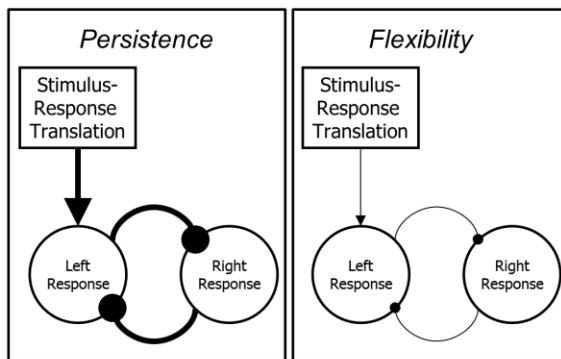 Persistence
Stimulus-
Response
Translation
Left
Response
Right
Response
Flexibility
Stimulus-
Response
Translation
Left
Response
Right
Response